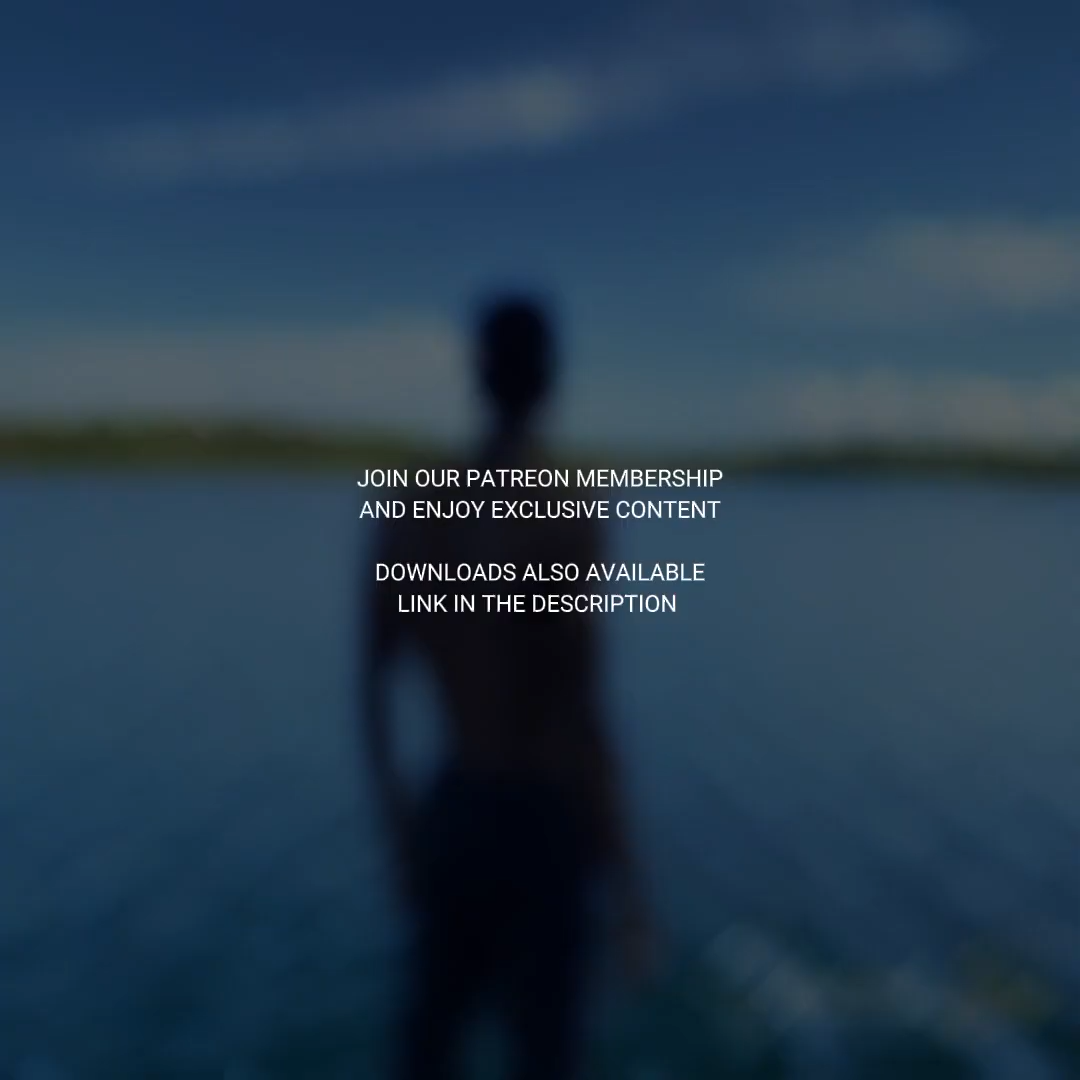 JOIN OUR PATREON MEMBERSHIP
AND ENJOY EXCLUSIVE CONTENT
DOWNLOADS ALSO AVAILABLE
LINK IN THE DESCRIPTION